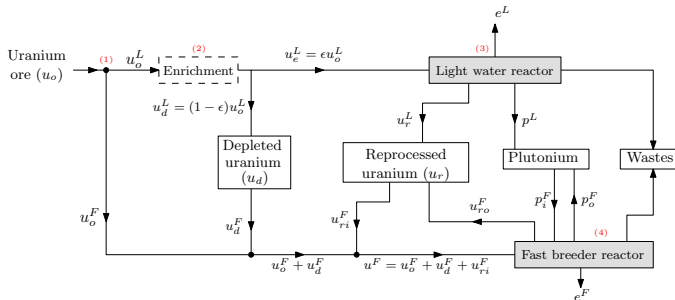 e^L
(1)
(2)
(3)
Uranium
ore (u_o)
u_o^L
Enrichment
u_e^L = ϵu_o^L
Light water reactor
u_d^L = (1 − ϵ)u_o^L
u_r^L
p^L
Depleted
uranium
(u_d)
Reprocessed
uranium (u_r)
Plutonium
Wastes
u_o^F
u_d^F
u_ri^F
u_ro^F
p_i^F
p_o^F
(4)
u_o^F + u_d^F
u^F = u_o^F + u_d^F + u_ri^F
Fast breeder reactor
e^F